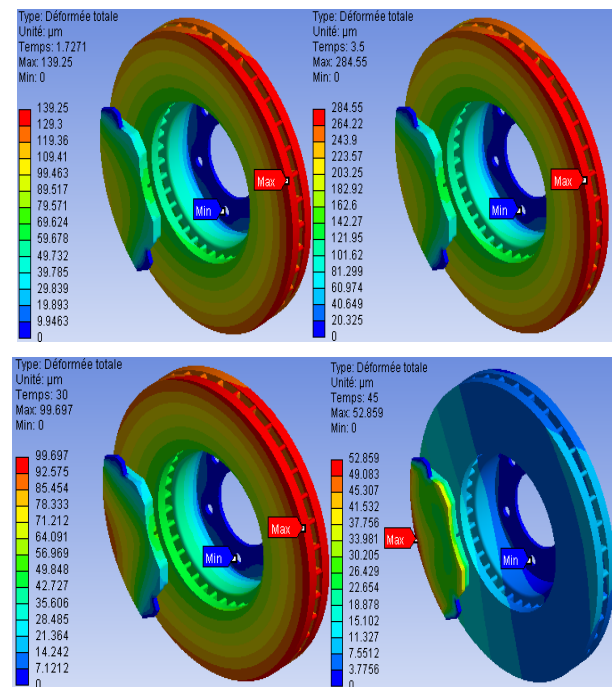 Type: Déformée totale
Unité: µm
Temps: 1.7271
Max: 139.25
Min: 0
139.25
129.3
119.36
109.41
99.463
89.517
79.571
69.624
59.678
49.732
39.785
29.839
19.893
9.9463
0
Max
Min
Type: Déformée totale
Unité: µm
Temps: 3.5
Max: 284.55
Min: 0
284.55
264.22
243.9
223.57
203.25
182.92
162.6
142.27
121.95
101.62
81.299
60.974
40.649
20.325
0
Max
Min
Type: Déformée totale
Unité: µm
Temps: 30
Max: 99.697
Min: 0
99.697
92.575
85.454
78.333
71.212
64.091
56.969
49.848
42.727
35.606
28.485
21.364
14.242
7.1212
0
Max
Min
Type: Déformée totale
Unité: µm
Temps: 45
Max: 52.859
Min: 0
52.859
49.083
45.307
41.532
37.756
33.981
30.205
26.429
22.654
18.878
15.102
11.327
7.5512
3.7756
0
Max
Min